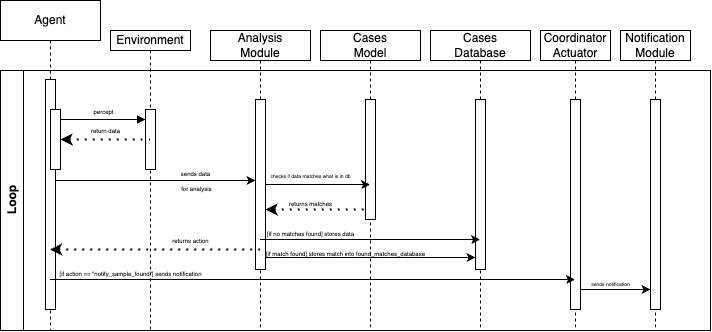 Agent
Environment
Analysis
Module
Cases
Model
Cases
Database
Coordinator
Actuator
Notification
Module
Loop
percept
return data
sends data
for analysis
checks if data matches what is in db
returns matches
[if no matches found] stores data
returns action
[if match found] stores match into found_matches_database
[if action == "notify_sample_found"] sends notification
sends notification